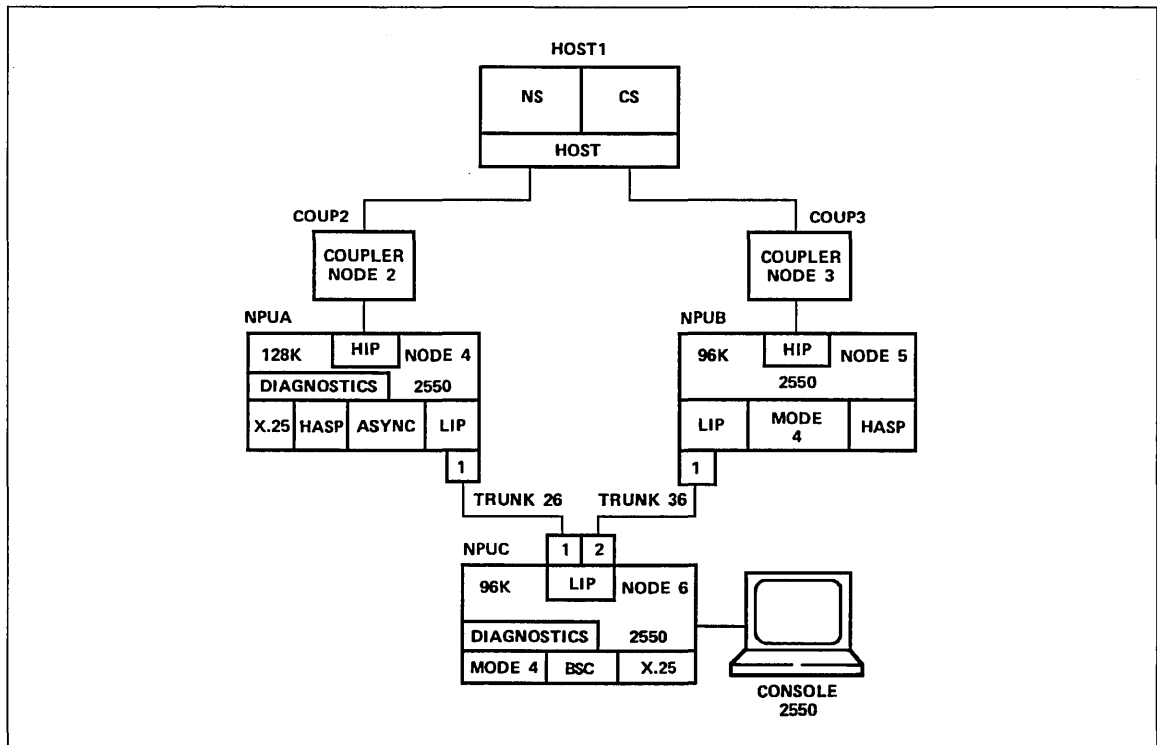 HOST1
NS CS
HOST
COUP2 COUP3
COUPLER COUPLER
NODE 2 NODE 3
NPUA NPUB
128K HIP NODE 4 96K HIP NODE 5
DIAGNOSTICS 2550 2550
X.25 HASP ASYNC LIP LIP MODE 4 HASP
1 1
TRUNK 26 TRUNK 36
NPUC 1 2
96K LIP NODE 6
DIAGNOSTICS 2550
MODE 4 BSC X.25
CONSOLE
2550